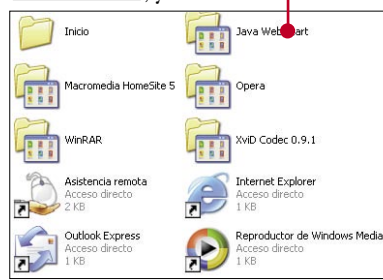 Inicio
Java Web Start
Macromedia HomeSite 5
Opera
WinRAR
XviD Codec 0.9.1
Asistencia remota
Acceso directo
2 KB
Internet Explorer
Acceso directo
1 KB
Outlook Express
Acceso directo
1 KB
Reproductor de Windows Media
Acceso directo
1 KB